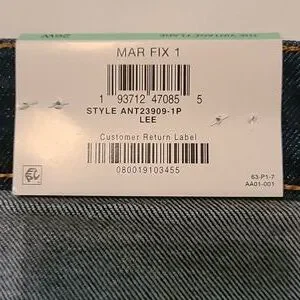 MAR FIX 1
1 93712 47085 5
STYLE ANT23909-1P
LEE
Customer Return Label
080019103455
63-P1-7
AA01-001